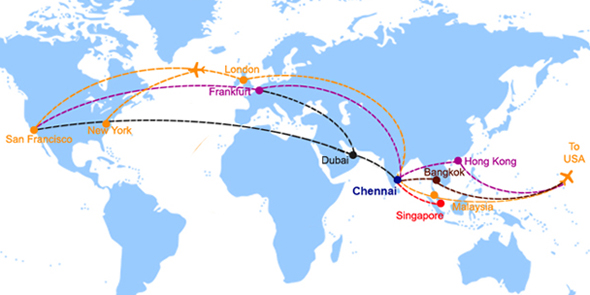 London
Frankfurt
San Francisco
New York
Dubai
Chennai
Hong Kong
Bangkok
Malaysia
Singapore
To
USA